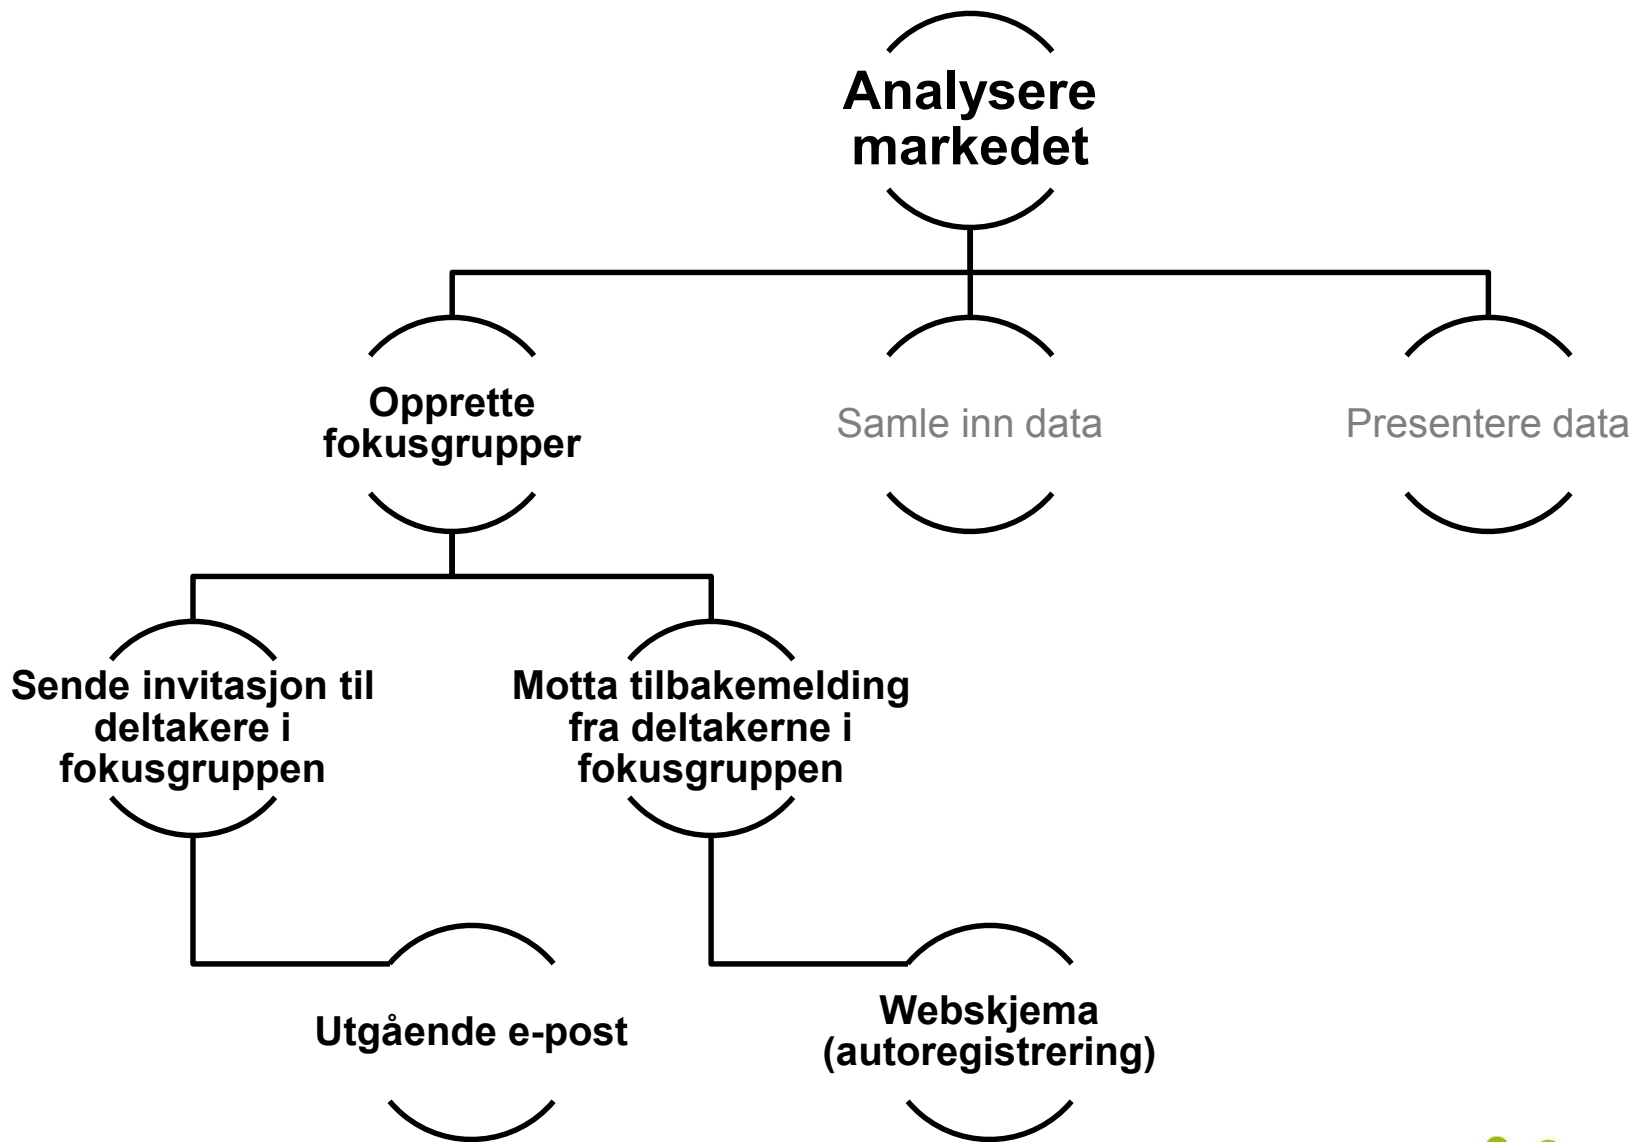 Analysere
markedet
Opprette
fokusgrupper
Samle inn data
Presentere data
Sende invitasjon til
deltakere i
fokusgruppen
Motta tilbakemelding
fra deltakerne i
fokusgruppen
Utgående e-post
Webskjema
(autoregistrering)